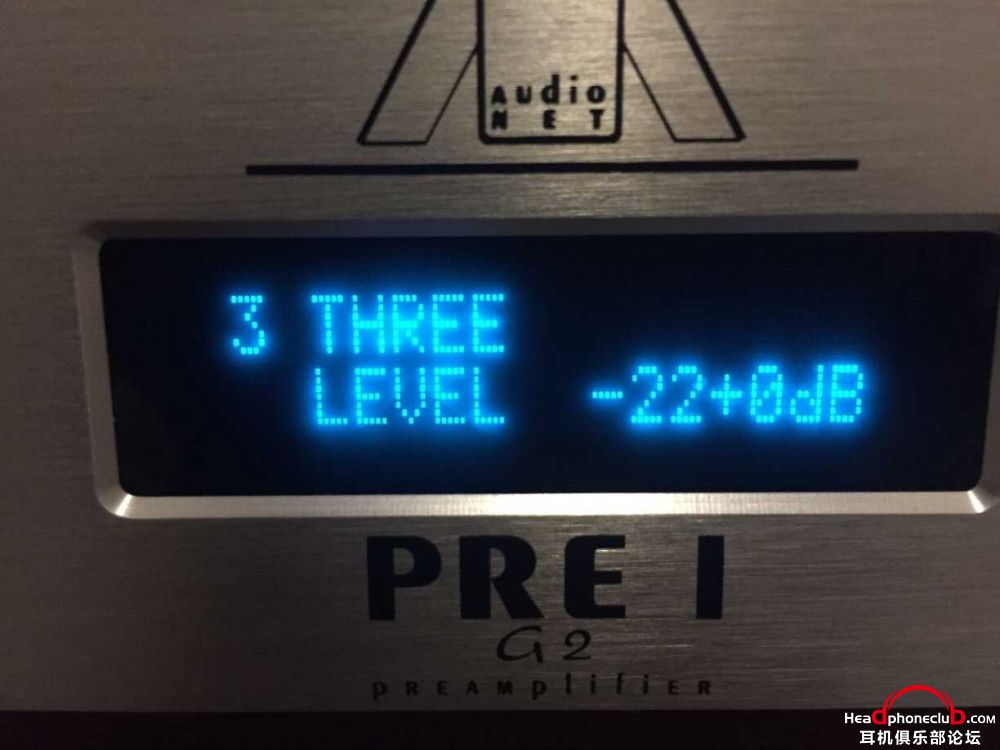 Audio
NET
3 THREE
LEVEL -22+0dB
PRE I
G2
PREAMplifiER
Headphoneclub.com
耳机俱乐部论坛